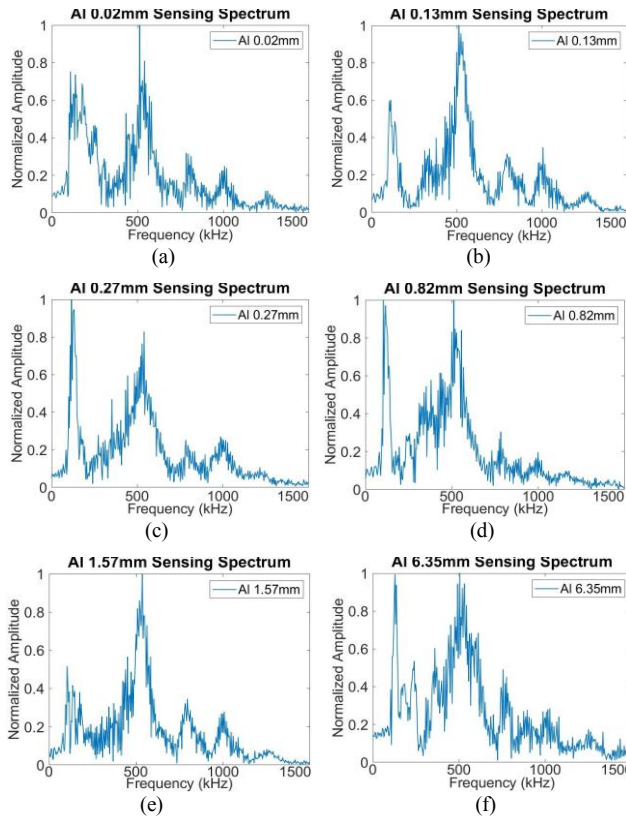 Al 0.02mm Sensing Spectrum
Al 0.02mm
Normalized Amplitude
1
0.8
0.6
0.4
0.2
0
0 500 1000 1500
Frequency (kHz)
(a)
Al 0.13mm Sensing Spectrum
Al 0.13mm
Normalized Amplitude
1
0.8
0.6
0.4
0.2
0
0 500 1000 1500
Frequency (kHz)
(b)
Al 0.27mm Sensing Spectrum
Al 0.27mm
Normalized Amplitude
1
0.8
0.6
0.4
0.2
0
0 500 1000 1500
Frequency (kHz)
(c)
Al 0.82mm Sensing Spectrum
Al 0.82mm
Normalized Amplitude
1
0.8
0.6
0.4
0.2
0
0 500 1000 1500
Frequency (kHz)
(d)
Al 1.57mm Sensing Spectrum
Al 1.57mm
Normalized Amplitude
1
0.8
0.6
0.4
0.2
0
0 500 1000 1500
Frequency (kHz)
(e)
Al 6.35mm Sensing Spectrum
Al 6.35mm
Normalized Amplitude
1
0.8
0.6
0.4
0.2
0
0 500 1000 1500
Frequency (kHz)
(f)